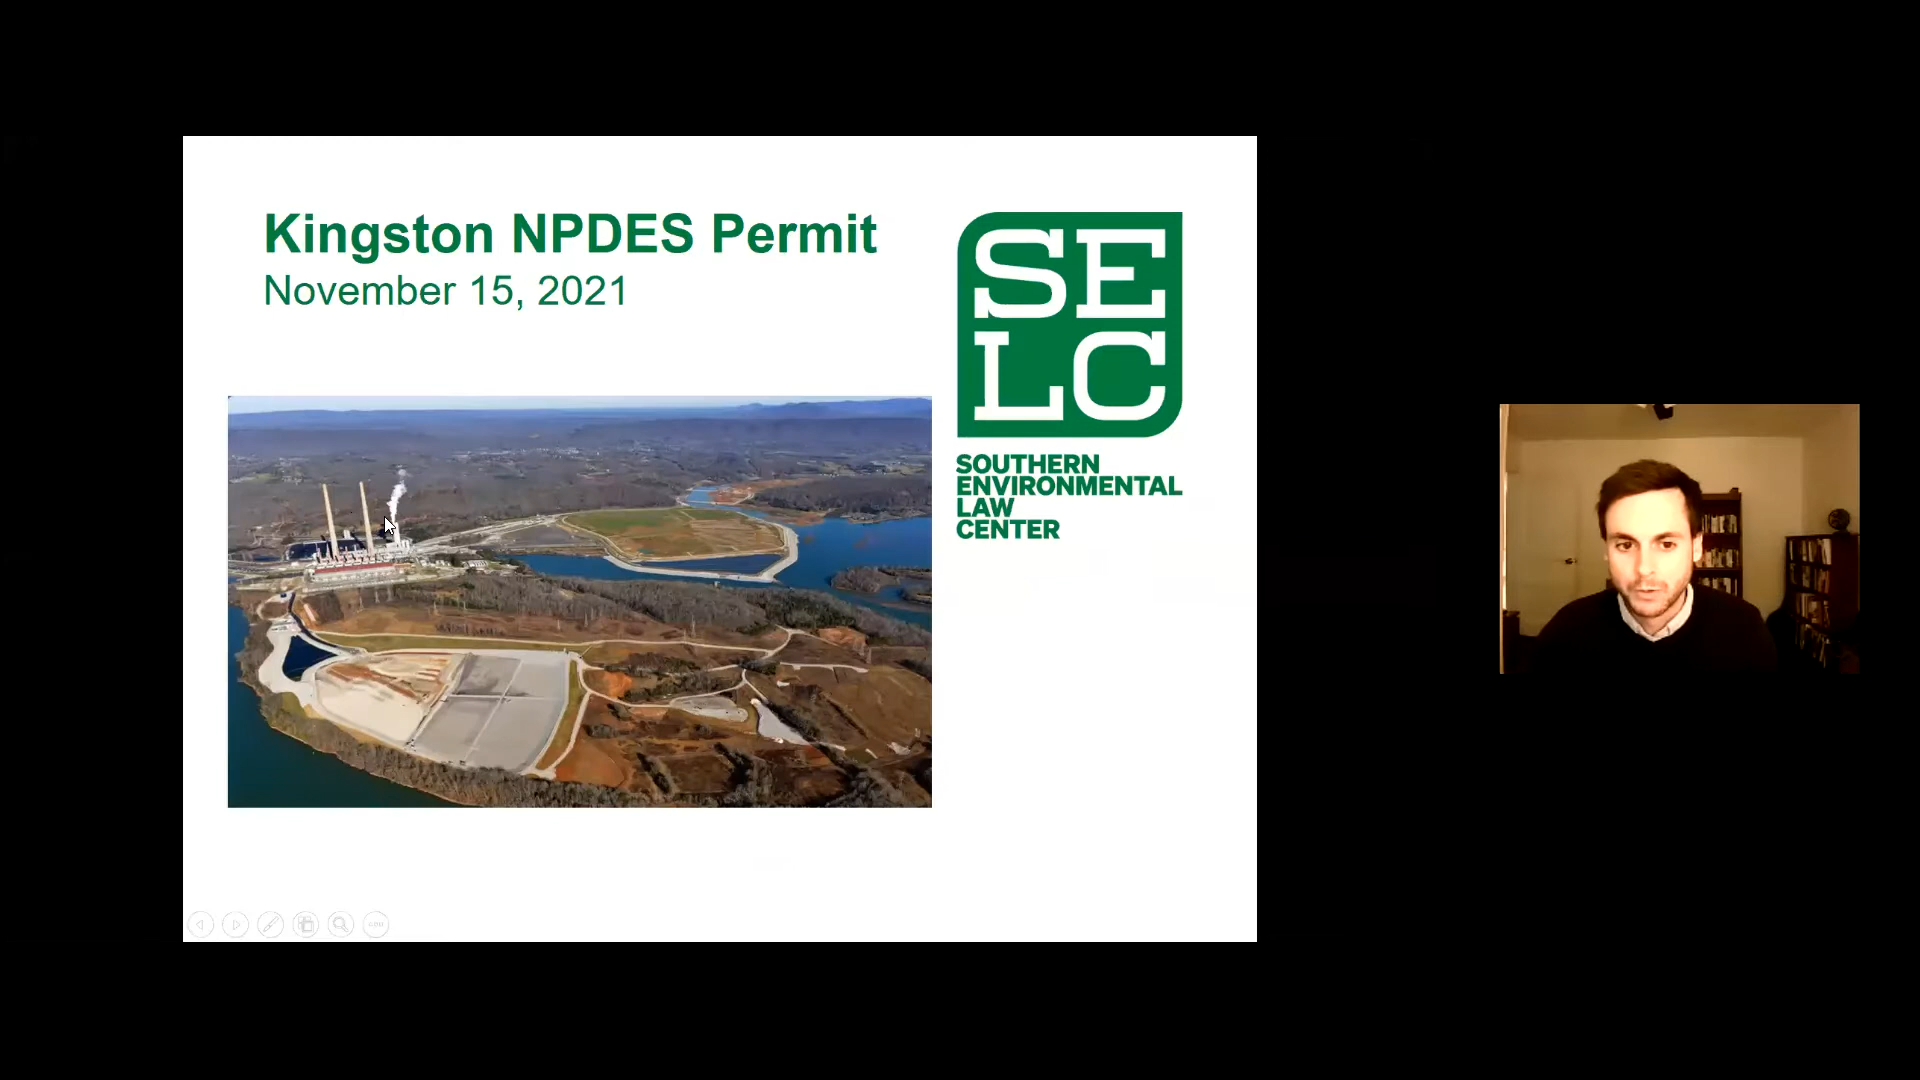 Kingston NPDES Permit
November 15, 2021
SE
LC
SOUTHERN
ENVIRONMENTAL
LAW
CENTER